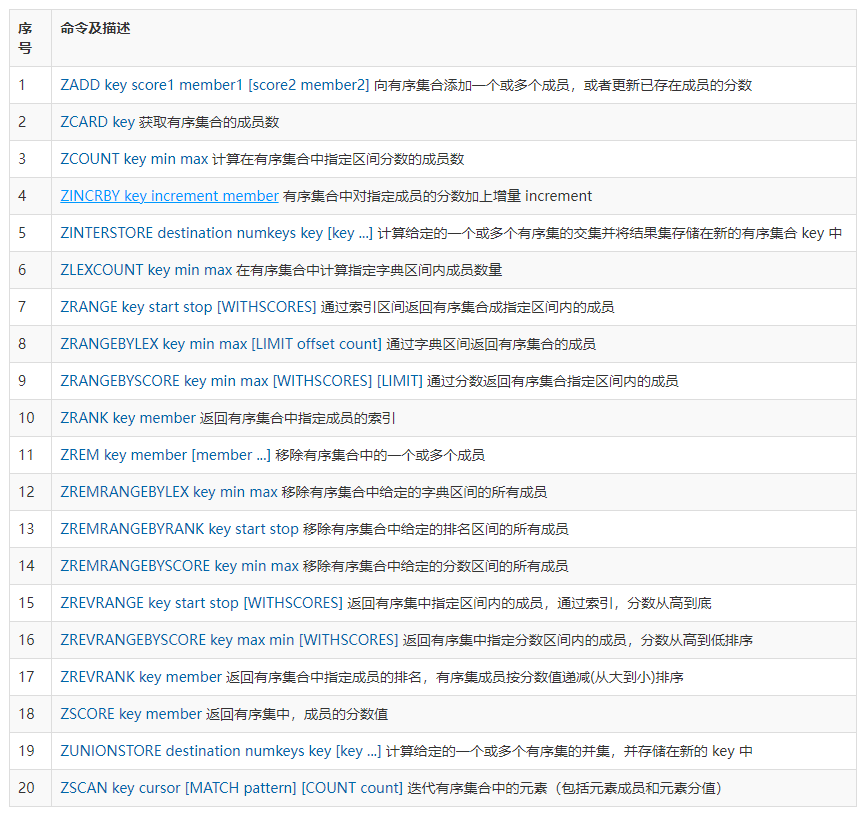 序号 命令及描述
1 ZADD key score1 member1 [score2 member2] 向有序集合添加一个或多个成员，或者更新已存在成员的分数
2 ZCARD key 获取有序集合的成员数
3 ZCOUNT key min max 计算在有序集合中指定区间分数的成员数
4 ZINCRBY key increment member 有序集合中对指定成员的分数加上增量 increment
5 ZINTERSTORE destination numkeys key [key ...] 计算给定的一个或多个有序集的交集并将结果集存储在新的有序集合 key 中
6 ZLEXCOUNT key min max 在有序集合中计算指定字典区间内成员数量
7 ZRANGE key start stop [WITHSCORES] 通过索引区间返回有序集合成指定区间内的成员
8 ZRANGEBYLEX key min max [LIMIT offset count] 通过字典区间返回有序集合的成员
9 ZRANGEBYSCORE key min max [WITHSCORES] [LIMIT] 通过分数返回有序集合指定区间内的成员
10 ZRANK key member 返回有序集合中指定成员的索引
11 ZREM key member [member ...] 移除有序集合中的一个或多个成员
12 ZREMRANGEBYLEX key min max 移除有序集合中给定的字典区间的所有成员
13 ZREMRANGEBYRANK key start stop 移除有序集合中给定的排名区间的所有成员
14 ZREMRANGEBYSCORE key min max 移除有序集合中给定的分数区间的所有成员
15 ZREVRANGE key start stop [WITHSCORES] 返回有序集中指定区间内的成员，通过索引，分数从高到底
16 ZREVRANGEBYSCORE key max min [WITHSCORES] 返回有序集中指定分数区间内的成员，分数从高到低排序
17 ZREVRANK key member 返回有序集合中指定成员的排名，有序集成员按分数值递减(从大到小)排序
18 ZSCORE key member 返回有序集中，成员的分数值
19 ZUNIONSTORE destination numkeys key [key ...] 计算给定的一个或多个有序集的并集，并存储在新的 key 中
20 ZSCAN key cursor [MATCH pattern] [COUNT count] 迭代有序集合中的元素（包括元素成员和元素分值）